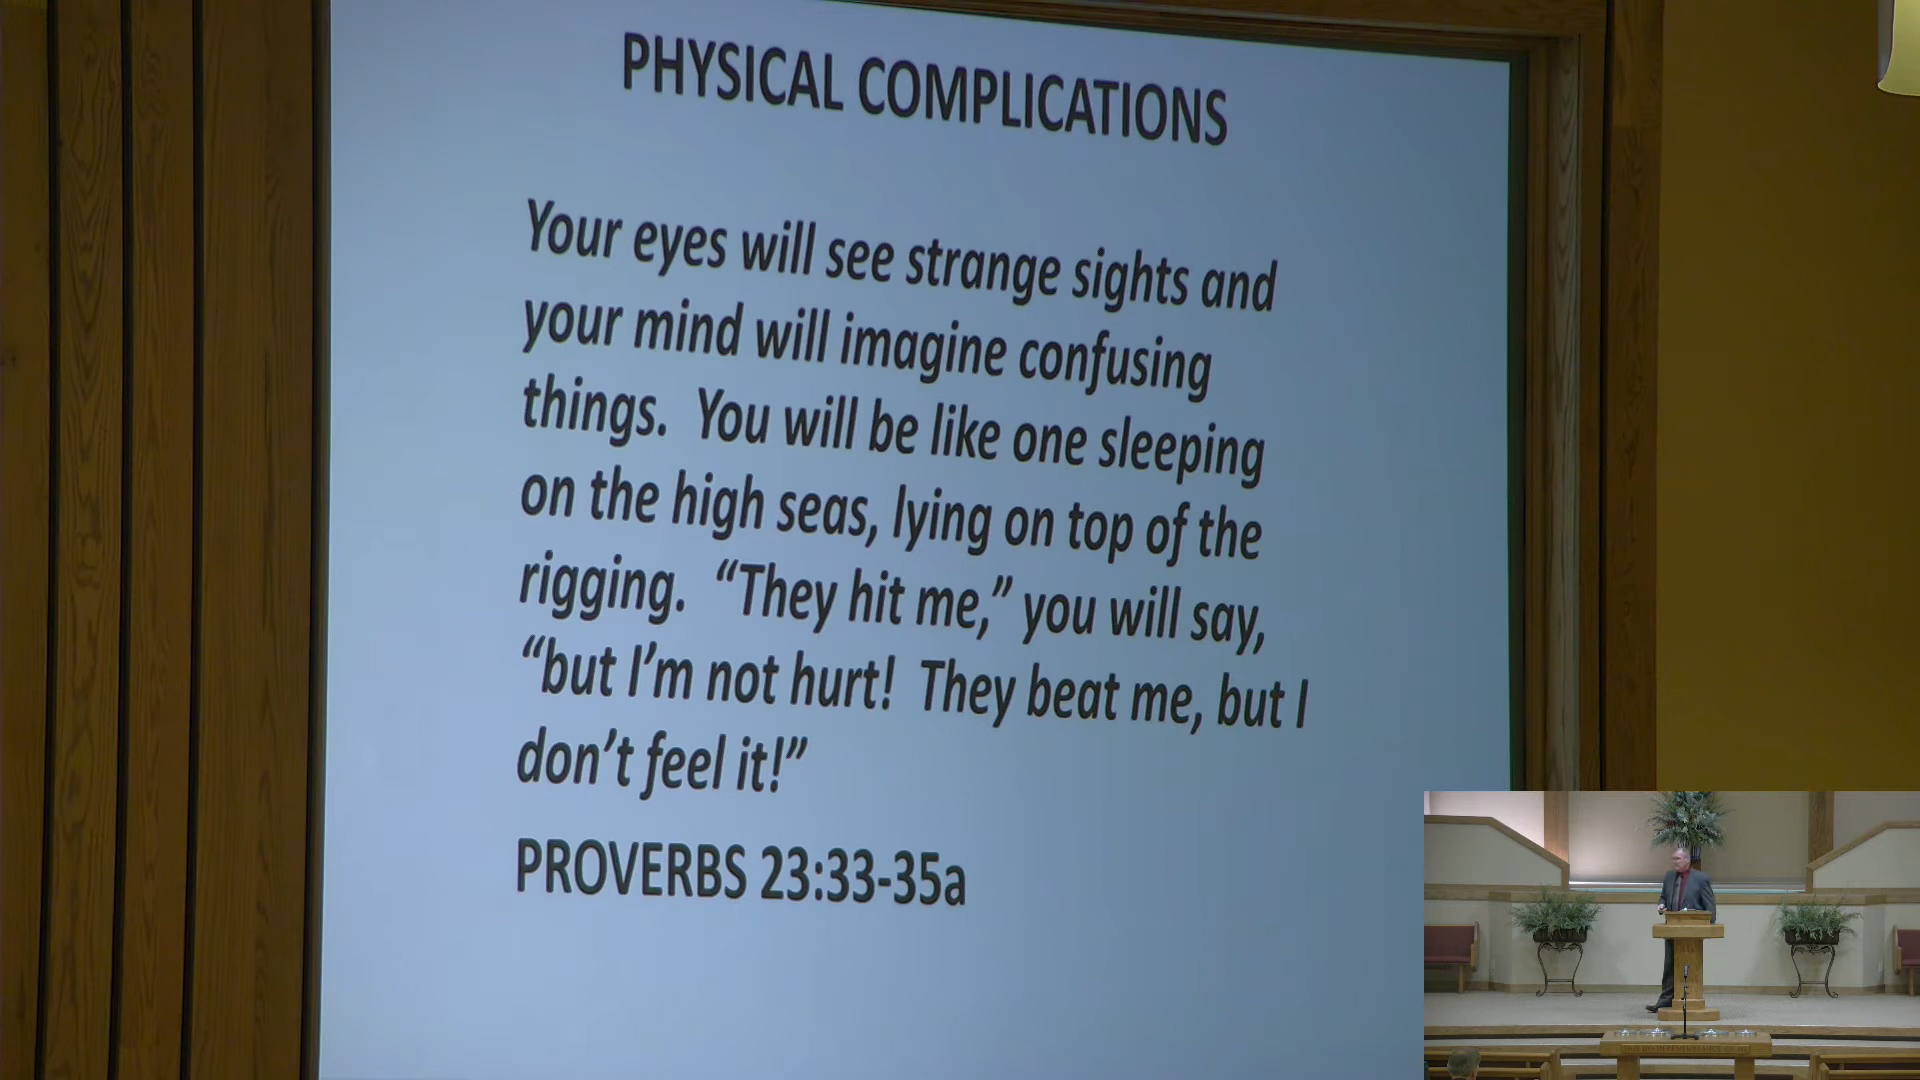 PHYSICAL COMPLICATIONS
Your eyes will see strange sights and
your mind will imagine confusing
things.  You will be like one sleeping
on the high seas, lying on top of the
rigging.  “They hit me,” you will say,
“but I’m not hurt!  They beat me, but I
don’t feel it!”
PROVERBS 23:33-35a